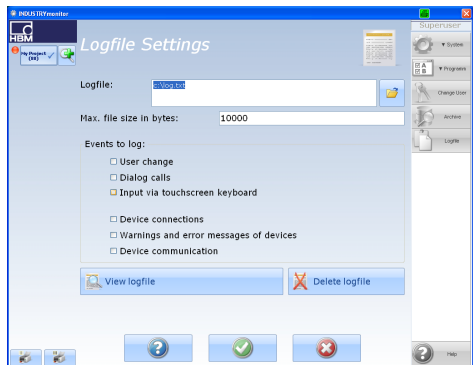 INDUSTRYmonitor
HBM
My Project
(SU)
Logfile Settings
Superuser
System
Programs
Change User
Archive
Logfile
Logfile:
c:\log.txt
Max. file size in bytes:
10000
Events to log:
User change
Dialog calls
Input via touchscreen keyboard
Device connections
Warnings and error messages of devices
Device communication
View logfile
Delete logfile
Help